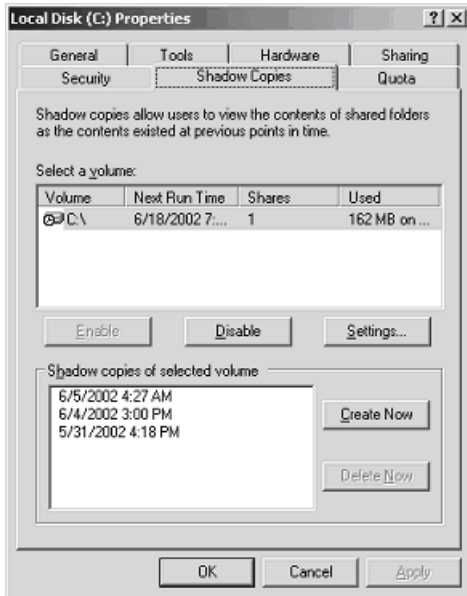 Local Disk (C:) Properties
General Tools Hardware Sharing
Security Shadow Copies Quota
Shadow copies allow users to view the contents of shared folders
as the contents existed at previous points in time.
Select a volume:
Volume Next Run Time Shares Used
C:\ 6/18/2002 7:... 1 162 MB on ...
Enable Disable Settings...
Shadow copies of selected volume
6/5/2002 4:27 AM
6/4/2002 3:00 PM
5/31/2002 4:18 PM
Create Now
Delete Now
OK Cancel Apply